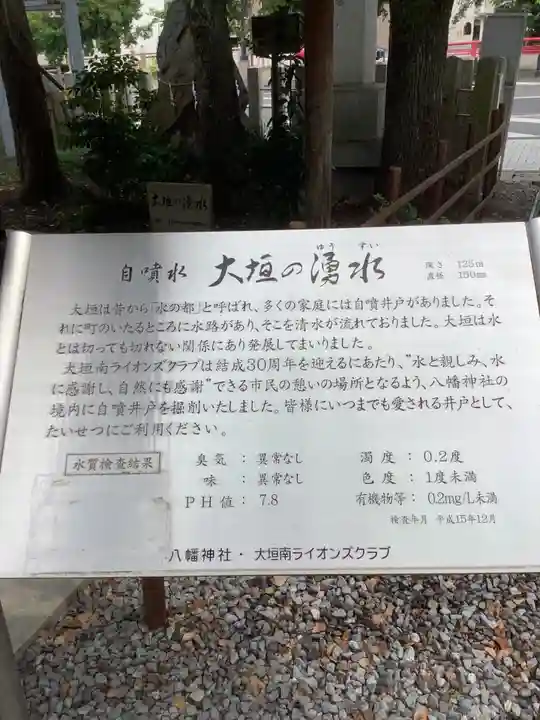 大垣の湧水
自噴水 大垣の湧水
ゆう すい
深さ 125m
直径 150mm
大垣は昔から「水の都」と呼ばれ、多くの家庭には自噴井戸がありました。そ
れに町のいたるところに水路があり、そこを清水が流れておりました。大垣は水
とは切っても切れない関係にあり発展してまいりました。
大垣南ライオンズクラブは結成30周年を迎えるにあたり、"水と親しみ、水
に感謝し、自然にも感謝"できる市民の憩いの場所となるよう、八幡神社の
境内に自噴井戸を掘削いたしました。皆様にいつまでも愛される井戸として、
たいせつにご利用ください。
水質検査結果
臭気：異常なし 濁度：0.2度
味：異常なし 色度：1度未満
PH値：7.8 有機物等：0.2mg/L未満
検査年月 平成15年12月
八幡神社・大垣南ライオンズクラブ